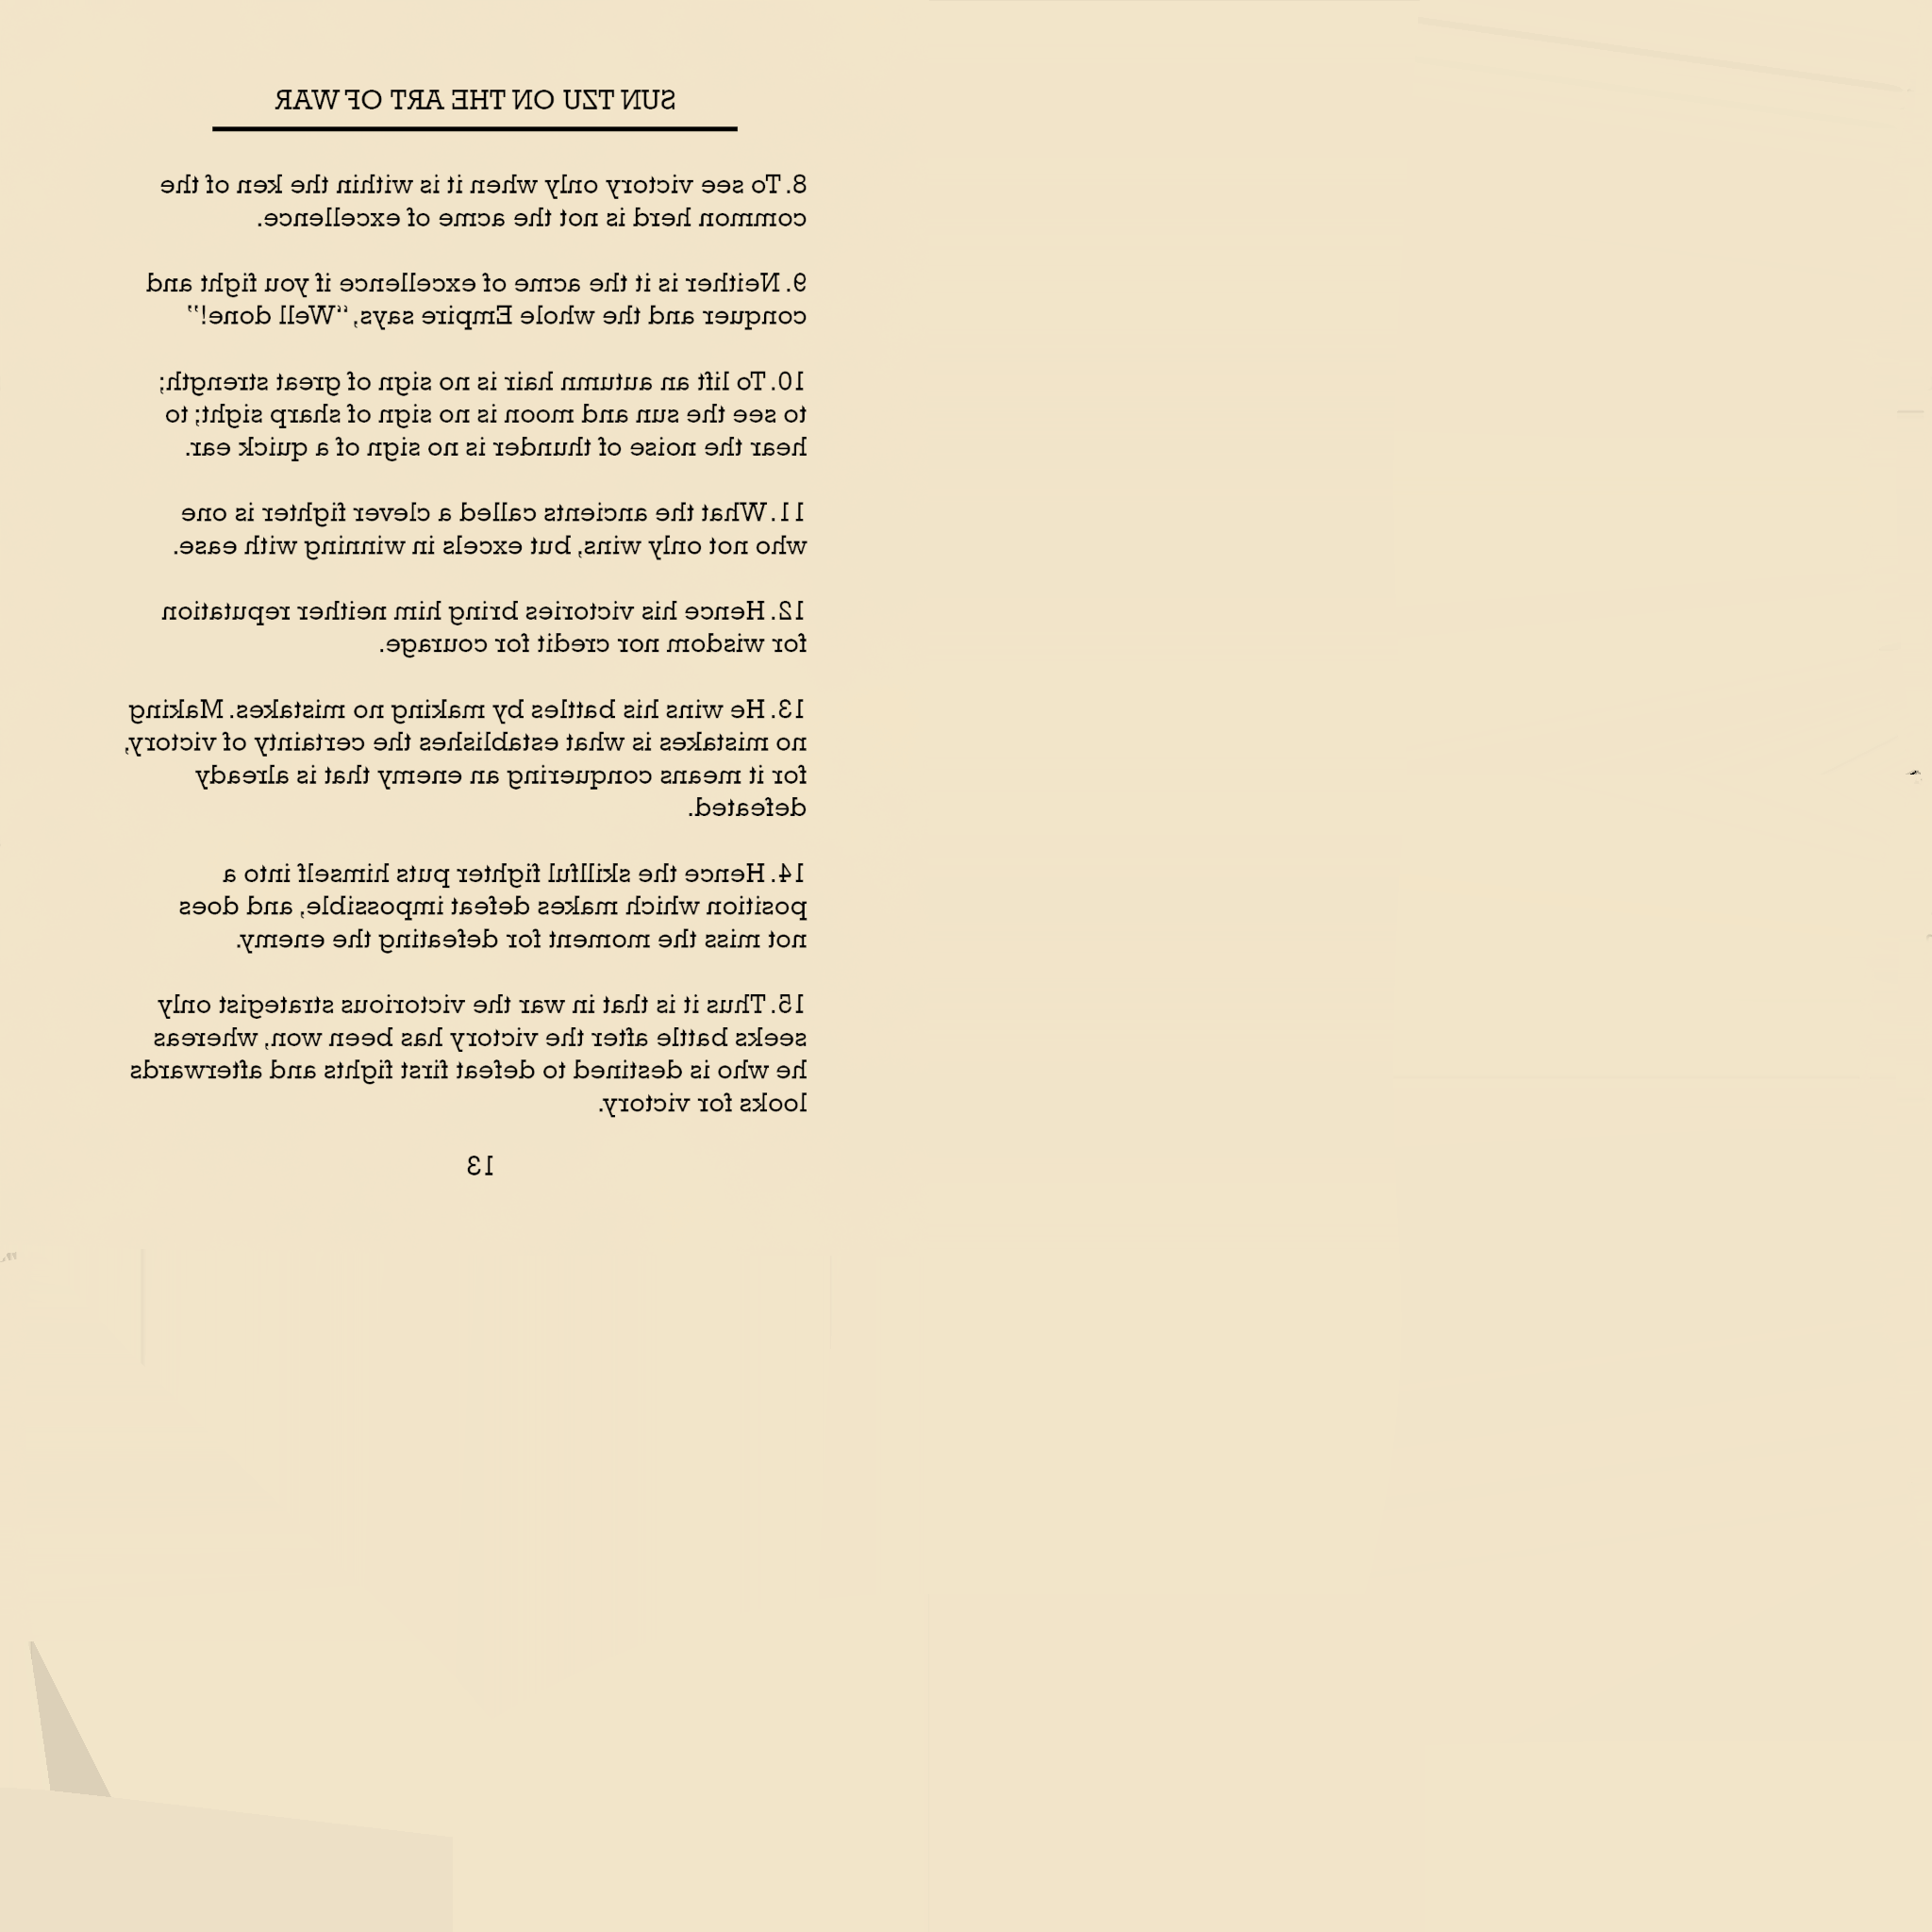 SUN TZU ON THE ART OF WAR
8. To see victory only when it is within the ken of the
common herd is not the acme of excellence.
9. Neither is it the acme of excellence if you fight and
conquer and the whole Empire says, “Well done!”
10. To lift an autumn hair is no sign of great strength;
to see the sun and moon is no sign of sharp sight; to
hear the noise of thunder is no sign of a quick ear.
11. What the ancients called a clever fighter is one
who not only wins, but excels in winning with ease.
12. Hence his victories bring him neither reputation
for wisdom nor credit for courage.
13. He wins his battles by making no mistakes. Making
no mistakes is what establishes the certainty of victory,
for it means conquering an enemy that is already
defeated.
14. Hence the skillful fighter puts himself into a
position which makes defeat impossible, and does
not miss the moment for defeating the enemy.
15. Thus it is that in war the victorious strategist only
seeks battle after the victory has been won, whereas
he who is destined to defeat first fights and afterwards
looks for victory.
13